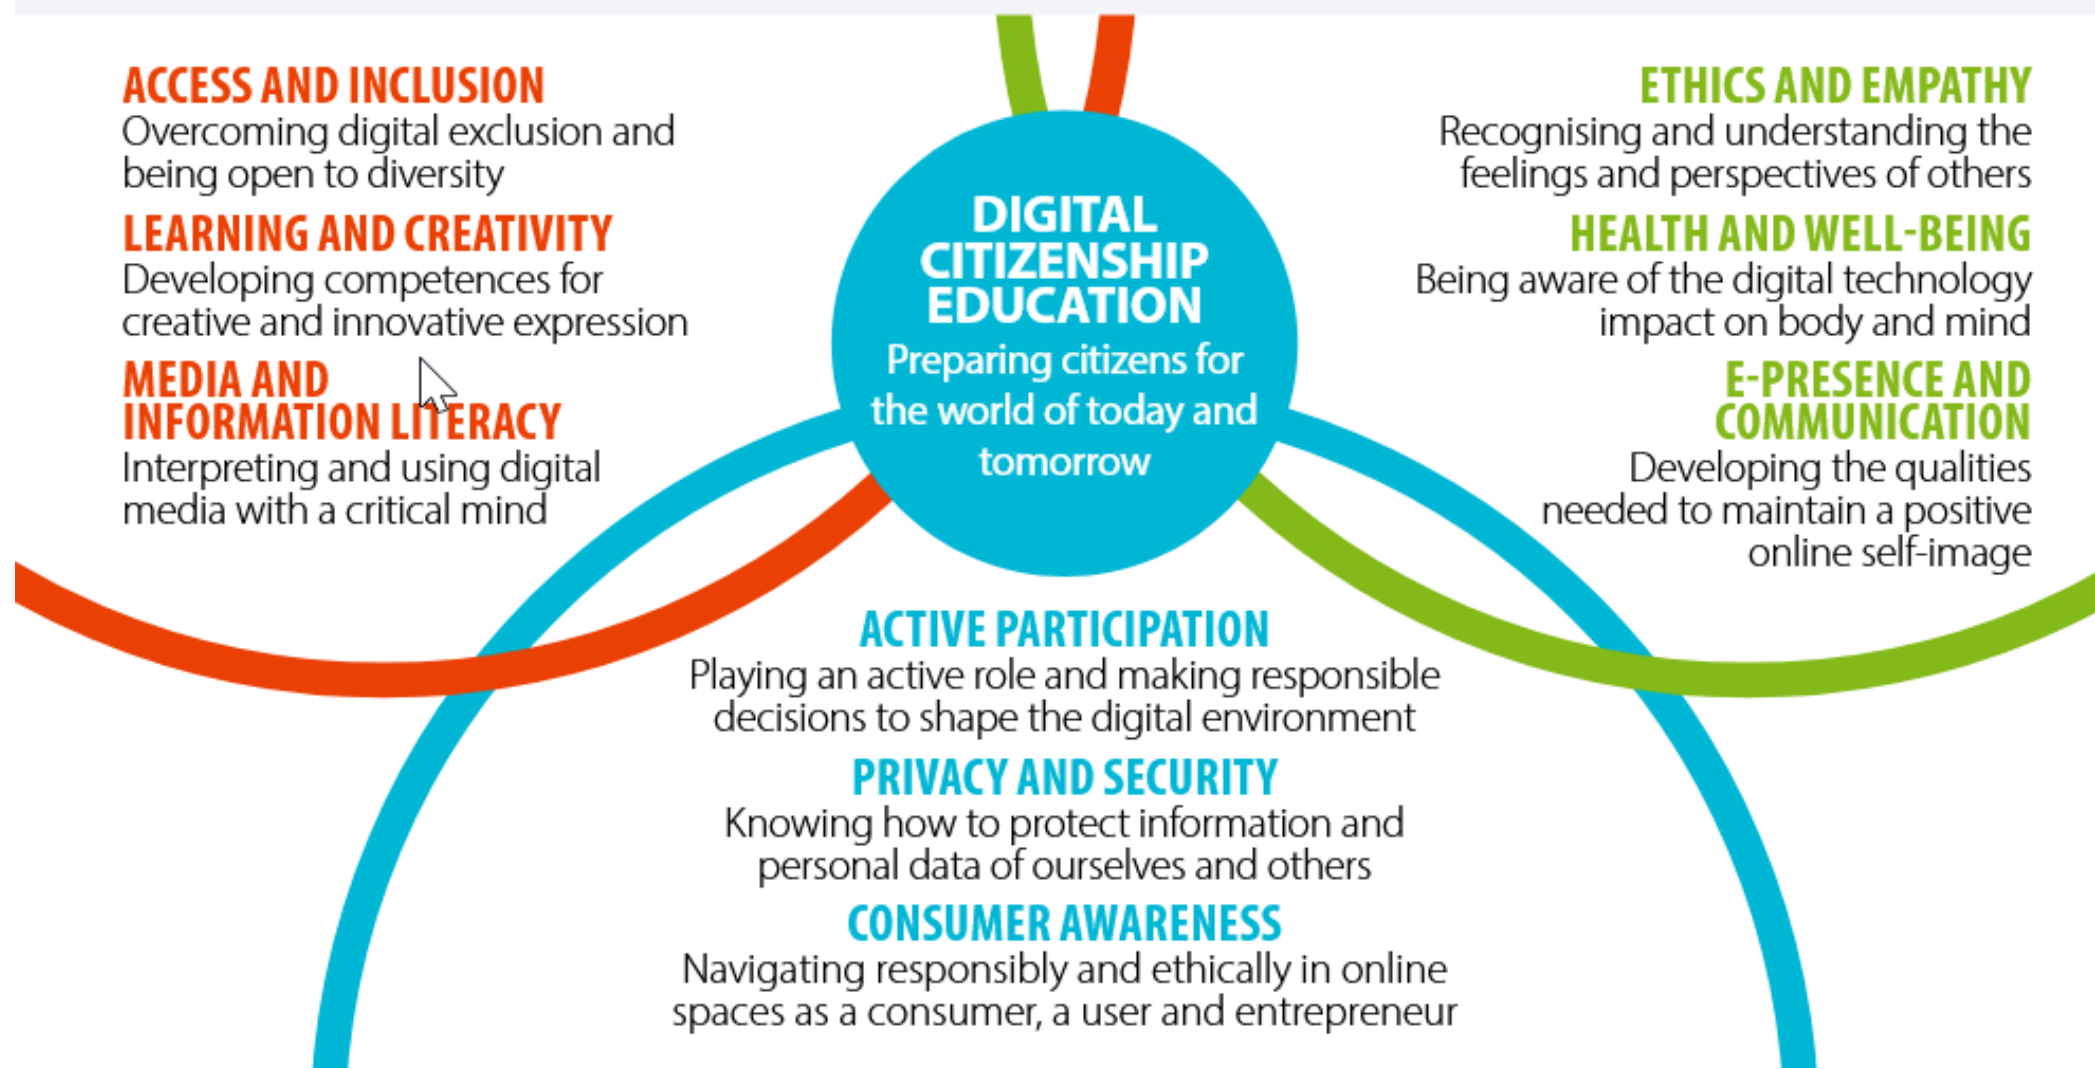 ACCESS AND INCLUSION
Overcoming digital exclusion and
being open to diversity
LEARNING AND CREATIVITY
Developing competences for
creative and innovative expression
MEDIA AND
INFORMATION LITERACY
Interpreting and using digital
media with a critical mind
DIGITAL
CITIZENSHIP
EDUCATION
Preparing citizens for
the world of today and
tomorrow
ETHICS AND EMPATHY
Recognising and understanding the
feelings and perspectives of others
HEALTH AND WELL-BEING
Being aware of the digital technology
impact on body and mind
E-PRESENCE AND
COMMUNICATION
Developing the qualities
needed to maintain a positive
online self-image
ACTIVE PARTICIPATION
Playing an active role and making responsible
decisions to shape the digital environment
PRIVACY AND SECURITY
Knowing how to protect information and
personal data of ourselves and others
CONSUMER AWARENESS
Navigating responsibly and ethically in online
spaces as a consumer, a user and entrepreneur